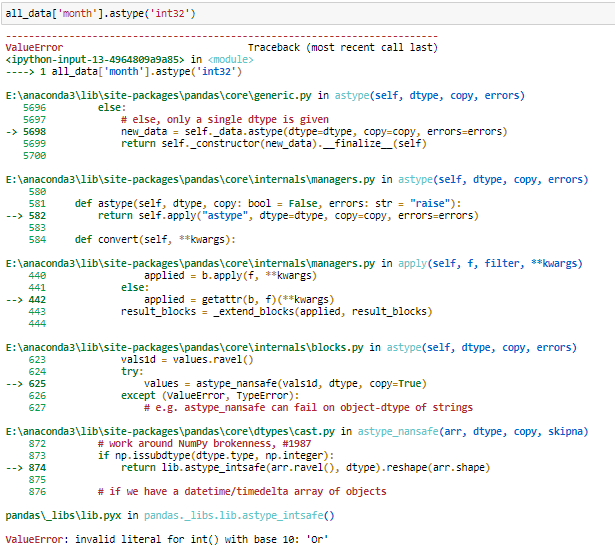 all_data['month'].astype('int32')
---------------------------------------------------------------------------
ValueError                                Traceback (most recent call last)
<ipython-input-13-4964809a9a85> in <module>
----> 1 all_data['month'].astype('int32')

E:\anaconda3\lib\site-packages\pandas\core\generic.py in astype(self, dtype, copy, errors)
   5696         else:
   5697             # else, only a single dtype is given
-> 5698             new_data = self._data.astype(dtype=dtype, copy=copy, errors=errors)
   5699             return self._constructor(new_data).__finalize__(self)
   5700

E:\anaconda3\lib\site-packages\pandas\core\internals\managers.py in astype(self, dtype, copy, errors)
    580
    581     def astype(self, dtype, copy: bool = False, errors: str = "raise"):
--> 582         return self.apply("astype", dtype=dtype, copy=copy, errors=errors)
    583
    584     def convert(self, **kwargs):

E:\anaconda3\lib\site-packages\pandas\core\internals\managers.py in apply(self, f, filter, **kwargs)
    440                 applied = b.apply(f, **kwargs)
    441             else:
--> 442                 applied = getattr(b, f)(**kwargs)
    443             result_blocks = _extend_blocks(applied, result_blocks)
    444

E:\anaconda3\lib\site-packages\pandas\core\internals\blocks.py in astype(self, dtype, copy, errors)
    623             vals1d = values.ravel()
    624             try:
--> 625                 values = astype_nansafe(vals1d, dtype, copy=True)
    626             except (ValueError, TypeError):
    627                 # e.g. astype_nansafe can fail on object-dtype of strings

E:\anaconda3\lib\site-packages\pandas\core\dtypes\cast.py in astype_nansafe(arr, dtype, copy, skipna)
    872         # work around NumPy brokenness, #1987
    873         if np.issubdtype(dtype.type, np.integer):
--> 874             return lib.astype_intsafe(arr.ravel(), dtype).reshape(arr.shape)
    875
    876         # if we have a datetime/timedelta array of objects

pandas\_libs\lib.pyx in pandas._libs.lib.astype_intsafe()

ValueError: invalid literal for int() with base 10: 'Or'